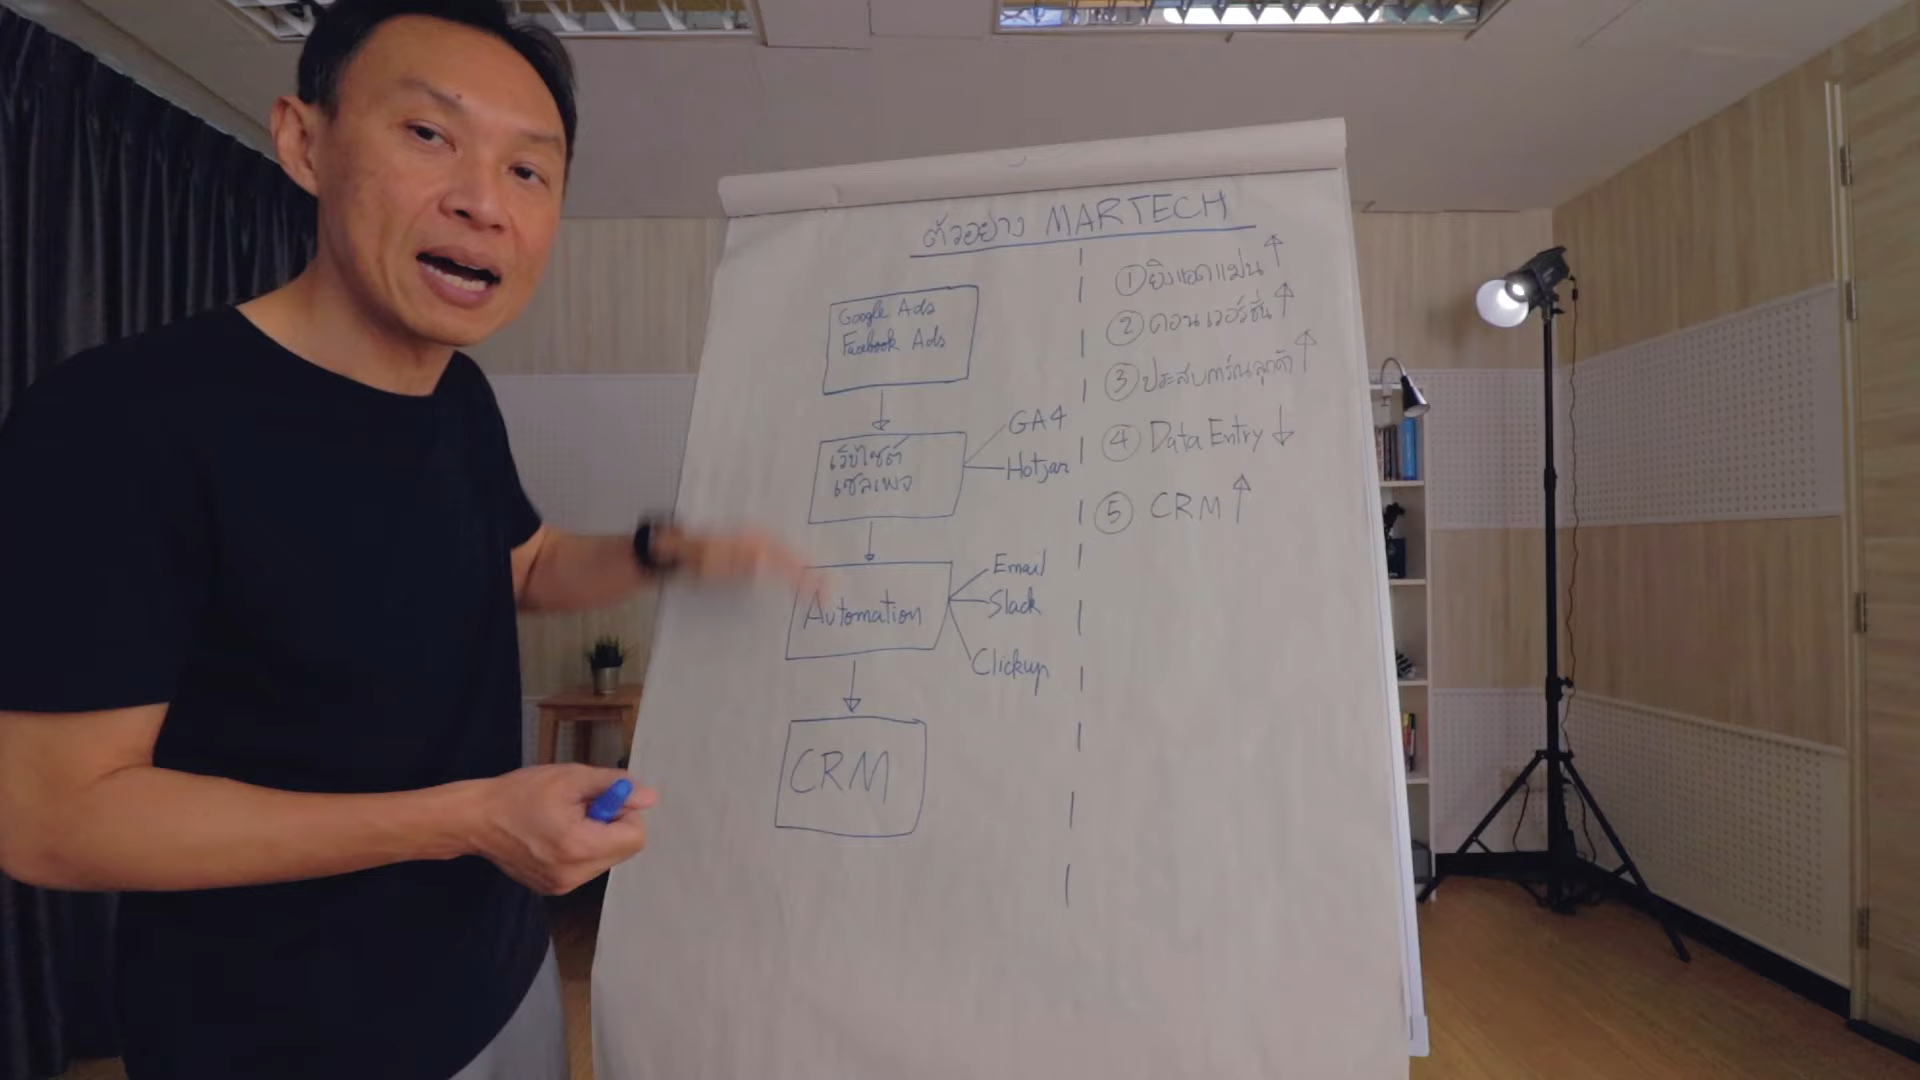 ตัวอย่าง MARTECH
Google Ads
Facebook Ads
เว็บไซต์
เซลเพจ
GA4
Hotjar
Automation
Email
Slack
Clickup
CRM
① ยิงแอดแม่น ↑
② คอนเวอร์ชั่น ↑
③ ประสบการณ์ลูกค้า ↑
④ Data Entry ↓
⑤ CRM ↑